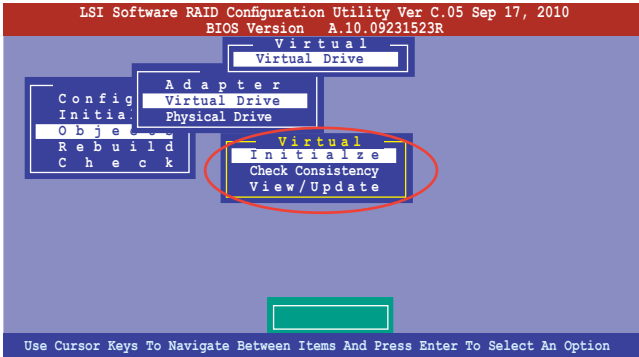 LSI Software RAID Configuration Utility Ver C.05 Sep 17, 2010
BIOS Version A.10.09231523R
Virtual
Virtual Drive
Adapter
Virtual Drive
Physical Drive
Config
Initia
Objects
Rebuild
Check
Virtual
Initialze
Check Consistency
View/Update
Use Cursor Keys To Navigate Between Items And Press Enter To Select An Option